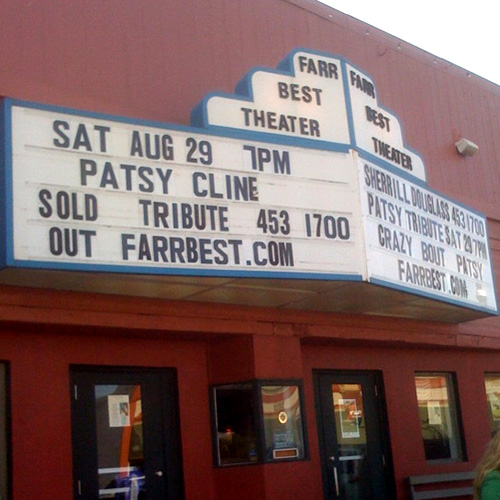 FARR
BEST
THEATER
SAT AUG 29 7PM
PATSY CLINE
SOLD TRIBUTE 453 1700
OUT FARRBEST.COM
FARR
BEST
THEATER
SHERRILL DOUGLASS 453 1700
PATSY TRIBUTE SAT 29 7PM
CRAZY BOUT PATSY
FARRBEST.COM